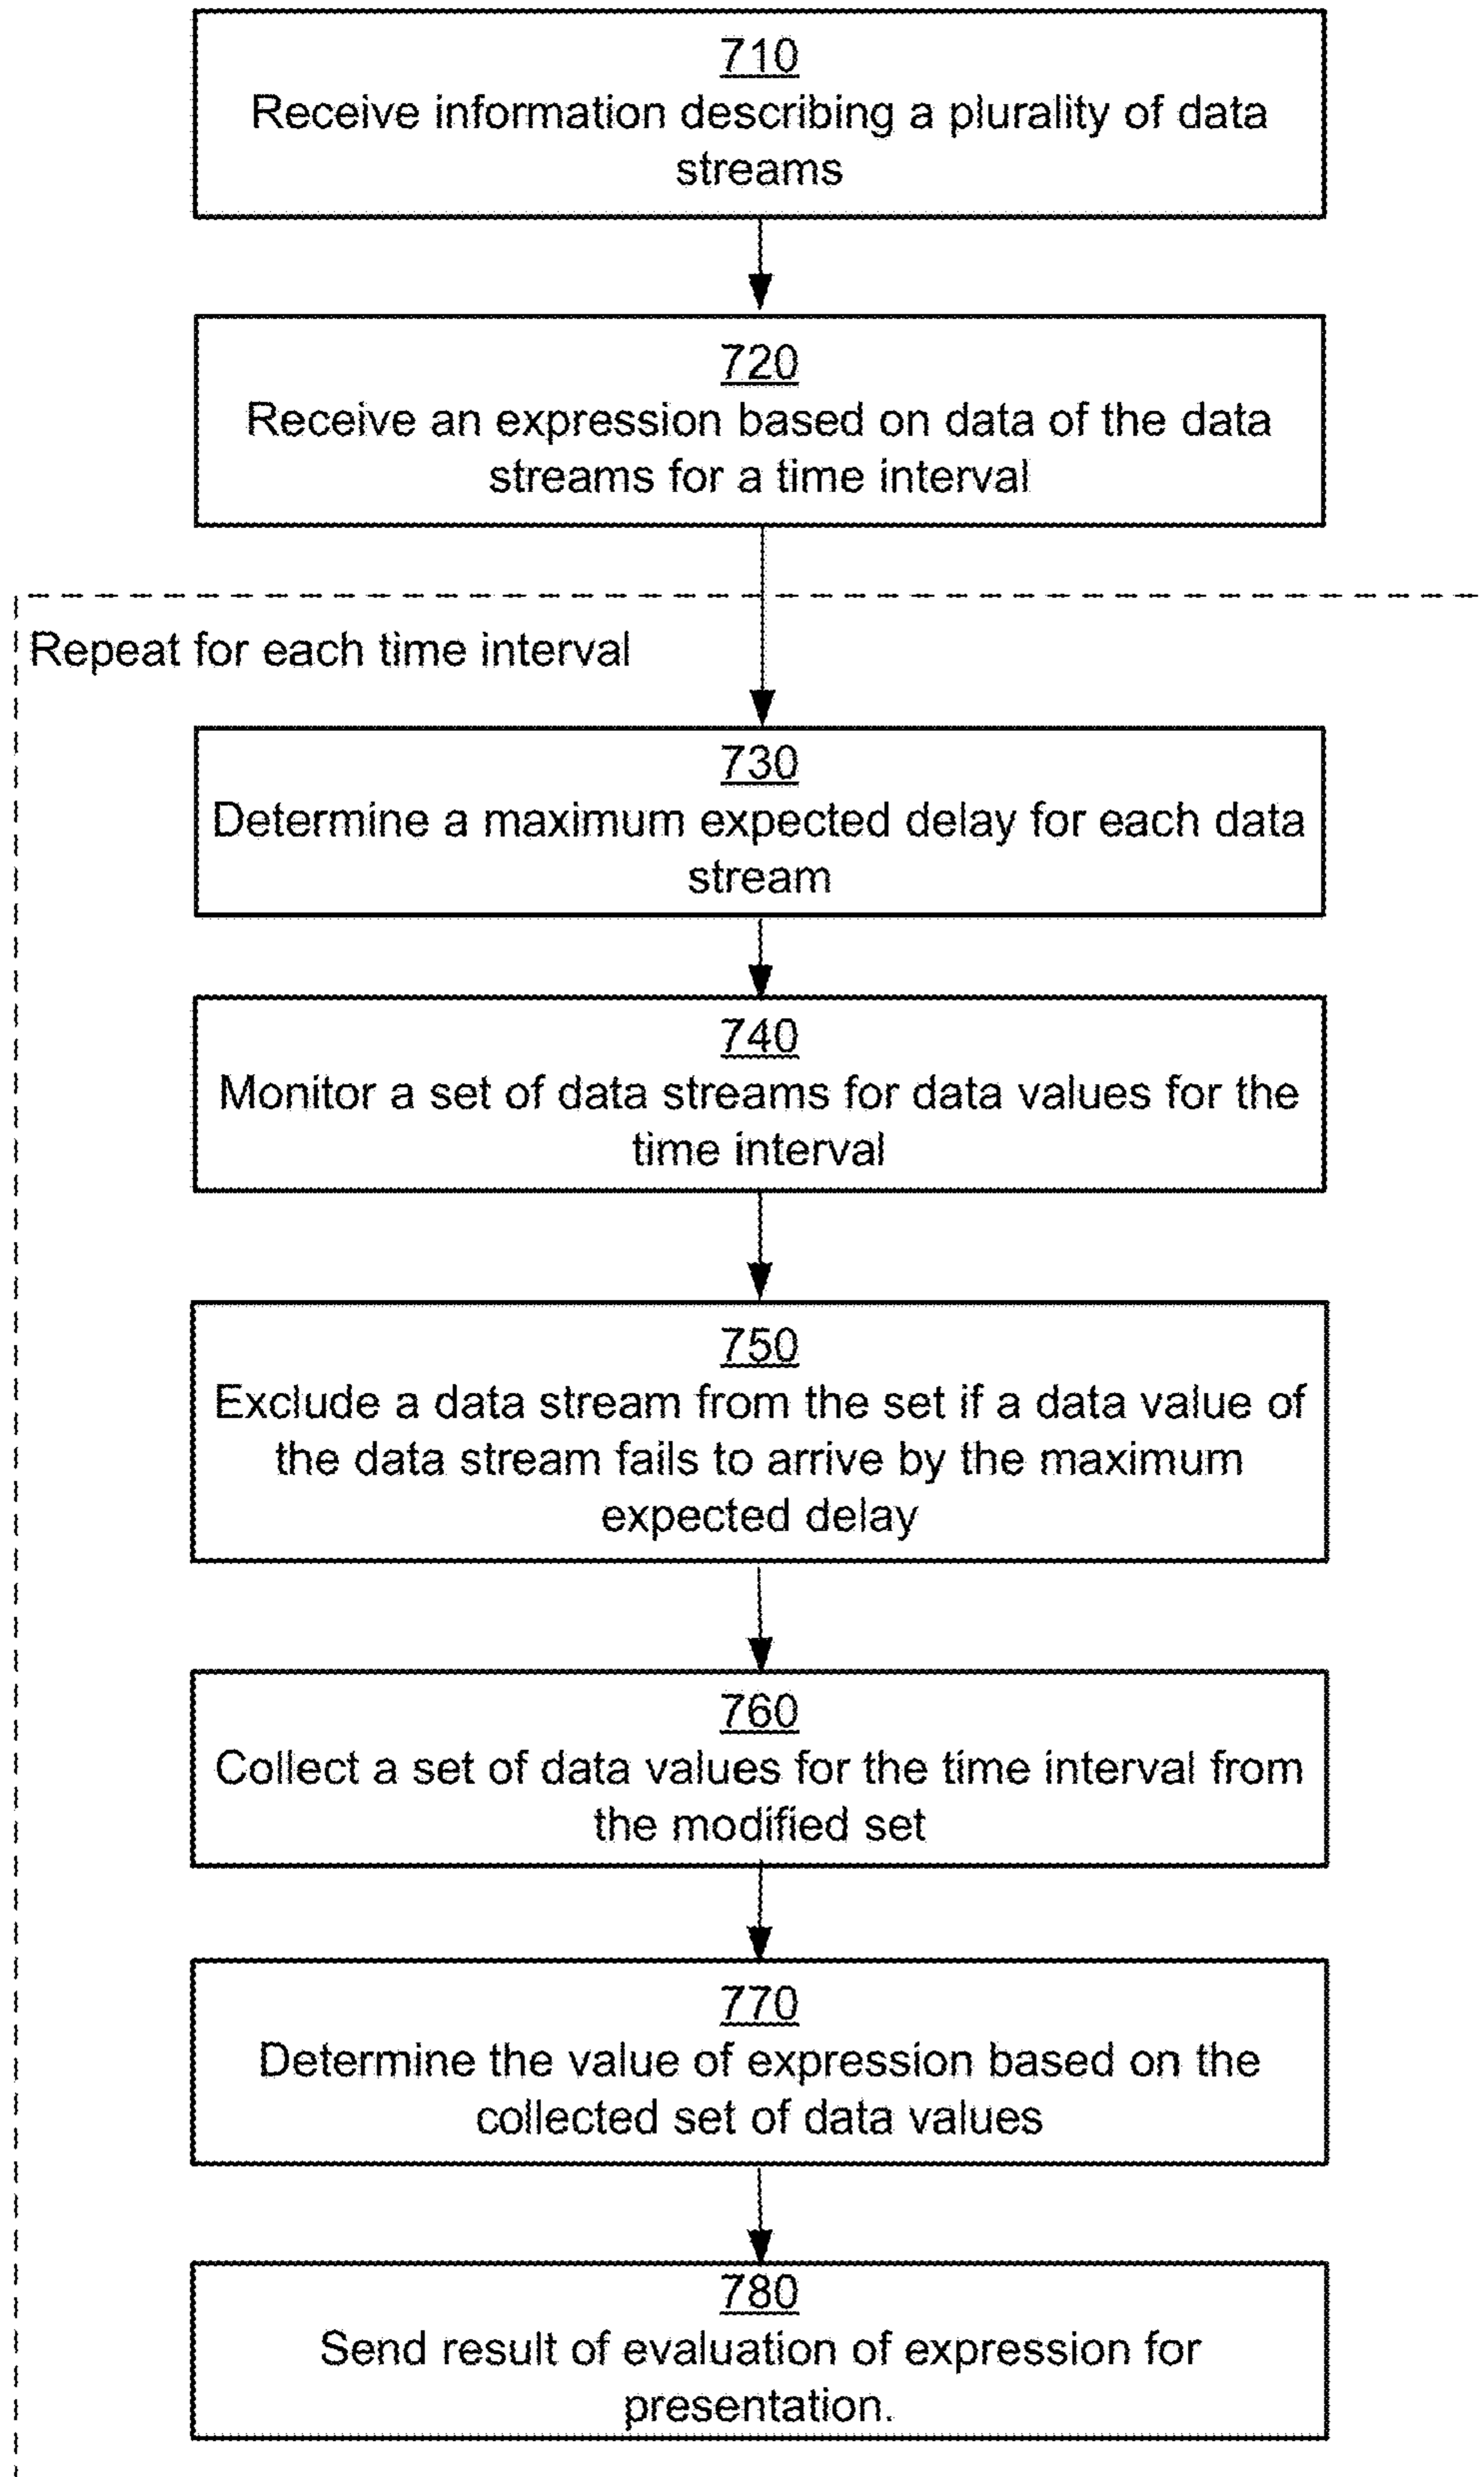 710
Receive information describing a plurality of data
streams
720
Receive an expression based on data of the data
streams for a time interval
Repeat for each time interval
730
Determine a maximum expected delay for each data
stream
740
Monitor a set of data streams for data values for the
time interval
750
Exclude a data stream from the set if a data value of
the data stream fails to arrive by the maximum
expected delay
760
Collect a set of data values for the time interval from
the modified set
770
Determine the value of expression based on the
collected set of data values
780
Send result of evaluation of expression for
presentation.